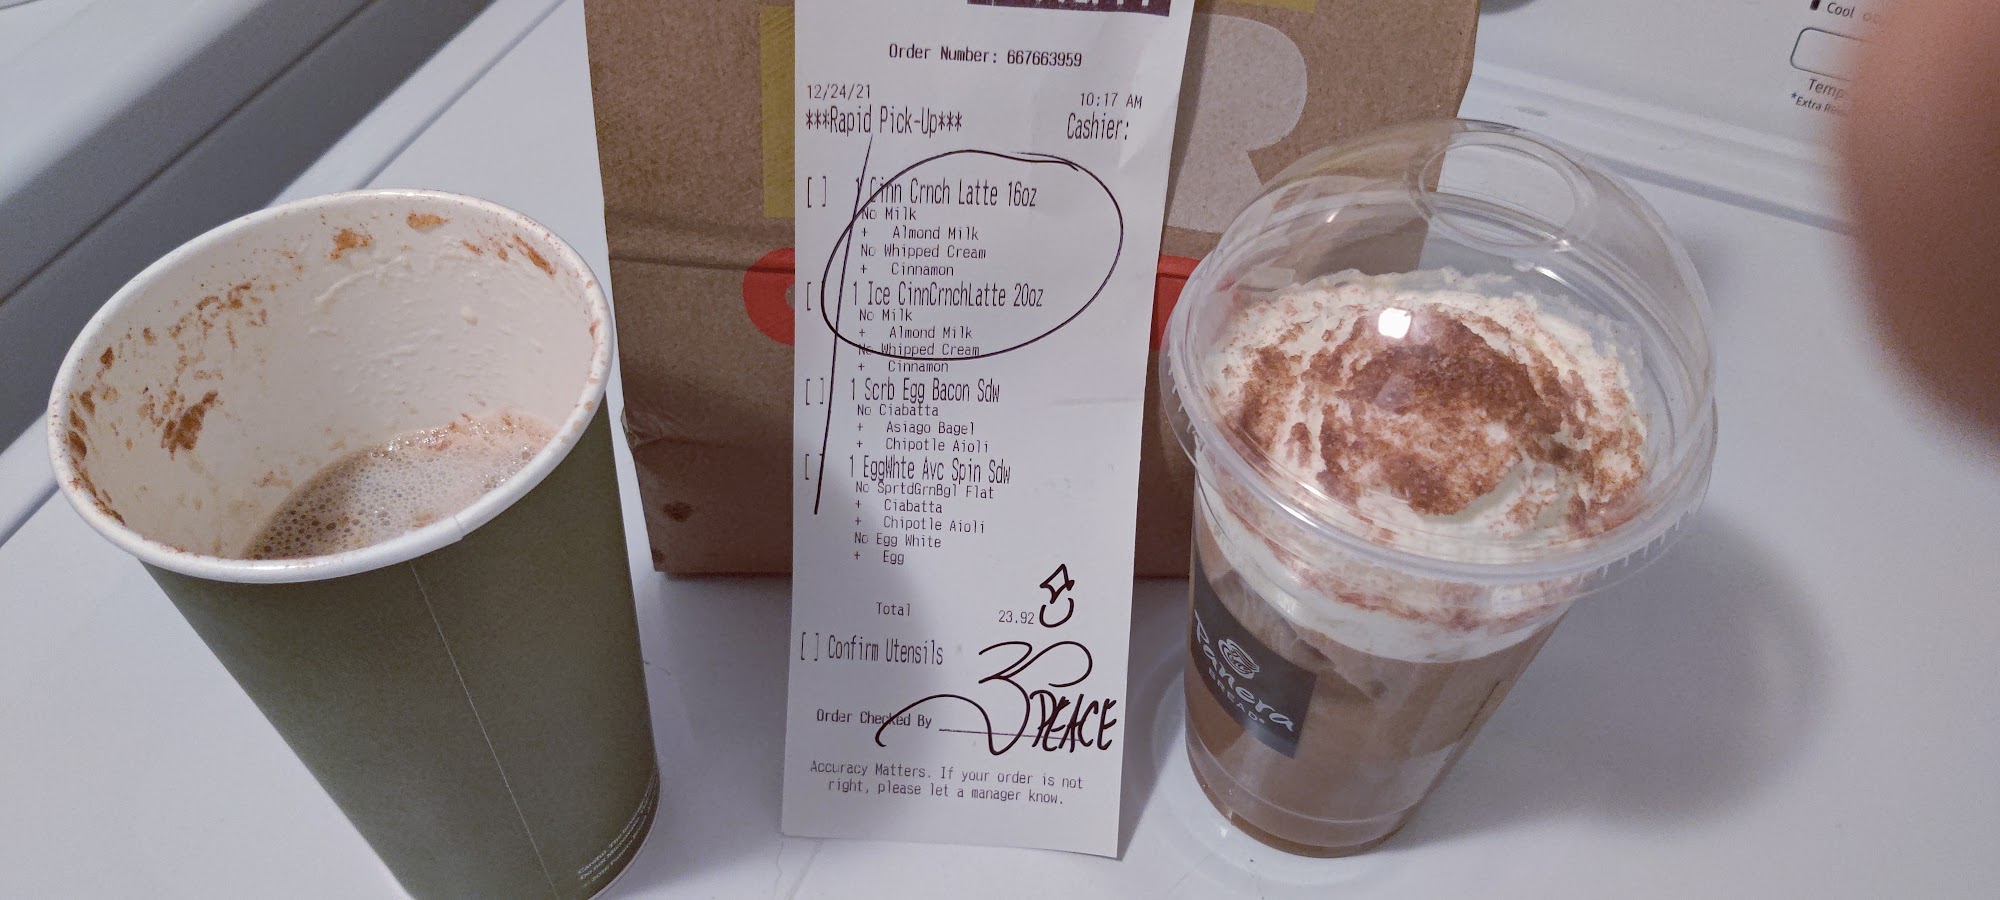 Order Number: 667663959
12/24/21
10:17 AM
***Rapid Pick-Up***
Cashier:
[ ] 1 Cinn Crnch Latte 16oz
No Milk
+ Almond Milk
No Whipped Cream
+ Cinnamon
[ 1 Ice CinnCrnchLatte 20oz
No Milk
+ Almond Milk
No Whipped Cream
+ Cinnamon
[ ] 1 Scrb Egg Bacon Sdw
No Ciabatta
+ Asiago Bagel
+ Chipotle Aioli
[ ] 1 EggWhte Avc Spin Sdw
No SprtdGrnBgl Flat
+ Ciabatta
+ Chipotle Aioli
No Egg White
+ Egg
Total 23.92
[ ] Confirm Utensils
Order Checked By
PEACE
Accuracy Matters. If your order is not
right, please let a manager know.
Panera
BREAD®
Cool
Temp
*Extra